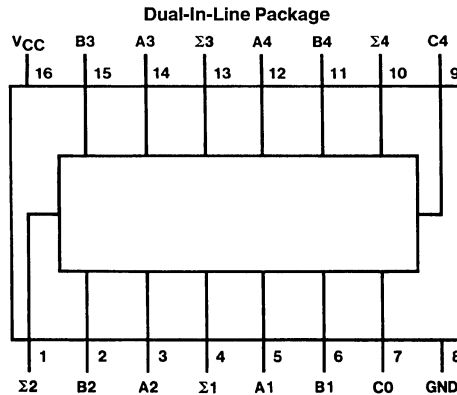 Dual-In-Line Package
VCC B3 A3 Σ3 A4 B4 Σ4 C4
16 15 14 13 12 11 10 9
1 2 3 4 5 6 7 8
Σ2 B2 A2 Σ1 A1 B1 C0 GND